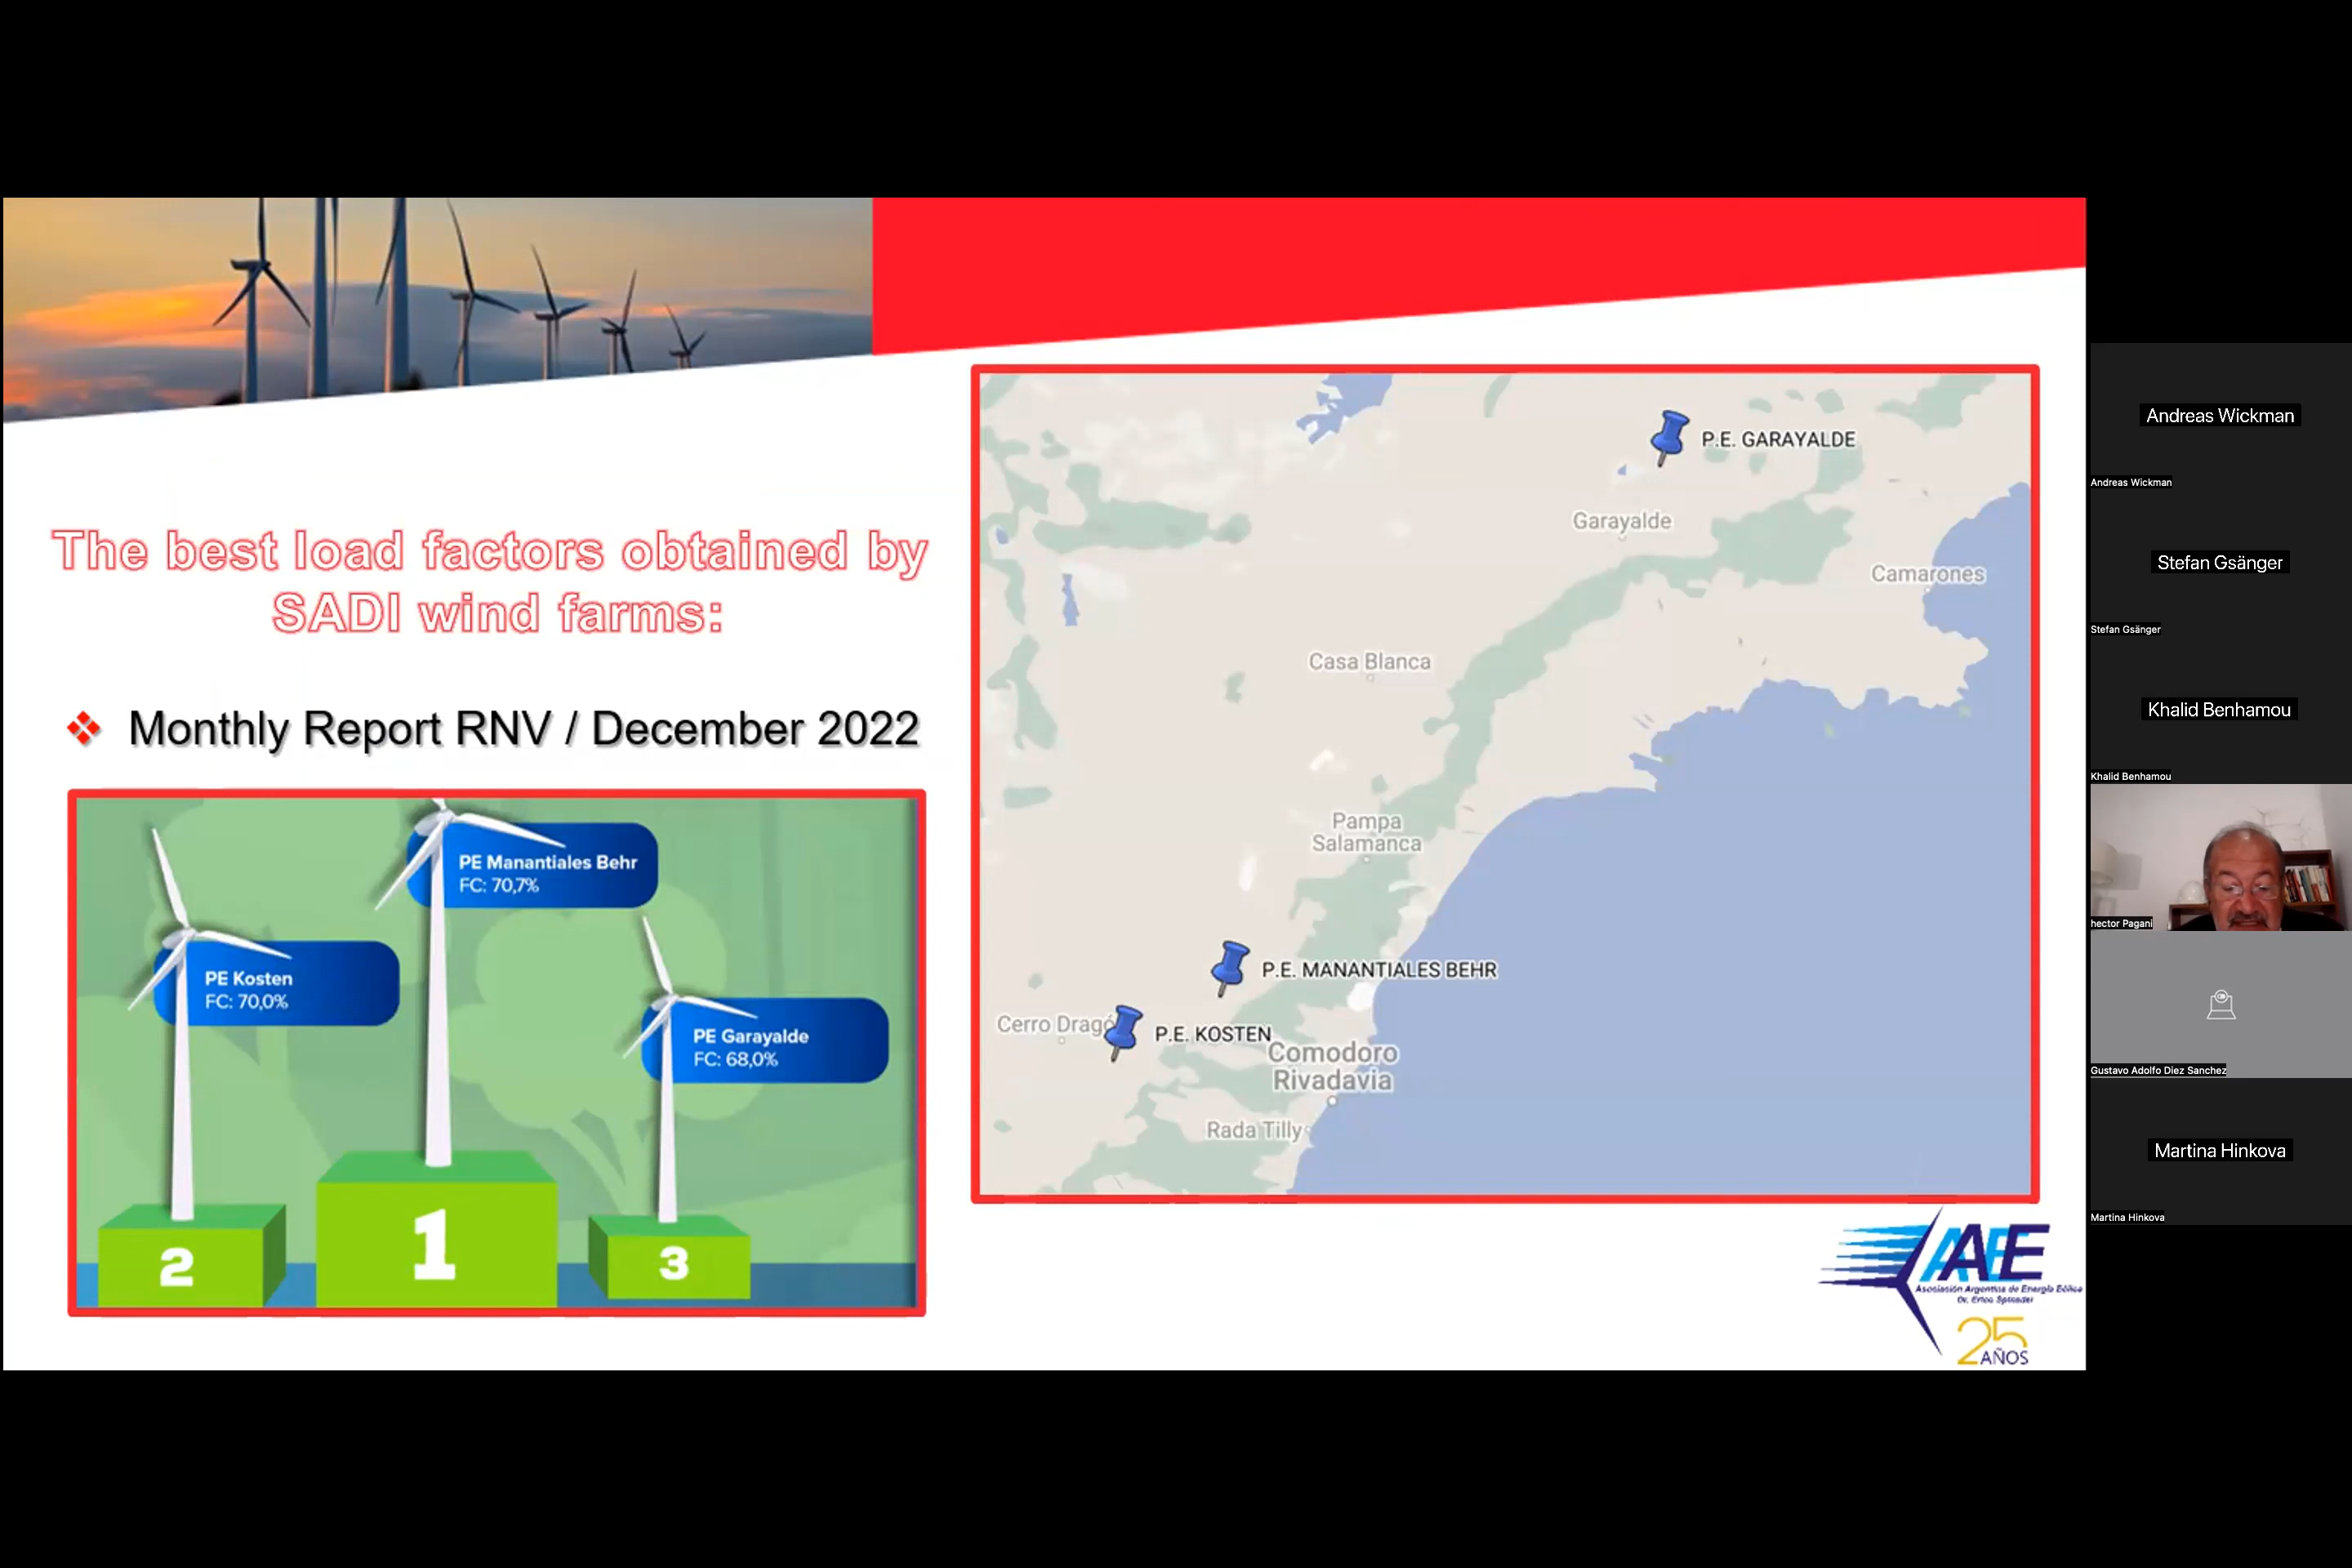 The best load factors obtained by
SADI wind farms:
❖ Monthly Report RNV / December 2022
PE Manantiales Behr
FC: 70,7%
PE Kosten
FC: 70,0%
PE Garayalde
FC: 68,0%
2
1
3
P.E. GARAYALDE
Garayalde
Camarones
Casa Blanca
Pampa
Salamanca
P.E. MANANTIALES BEHR
Cerro Dragó
P.E. KOSTEN
Comodoro
Rivadavia
Rada Tilly
AAEE
Asociación Argentina de Energía Eólica
25
AÑOS
Andreas Wickman
Andreas Wickman
Stefan Gsänger
Stefan Gsänger
Khalid Benhamou
Khalid Benhamou
hector Pagani
Gustavo Adolfo Diez Sanchez
Martina Hinkova
Martina Hinkova